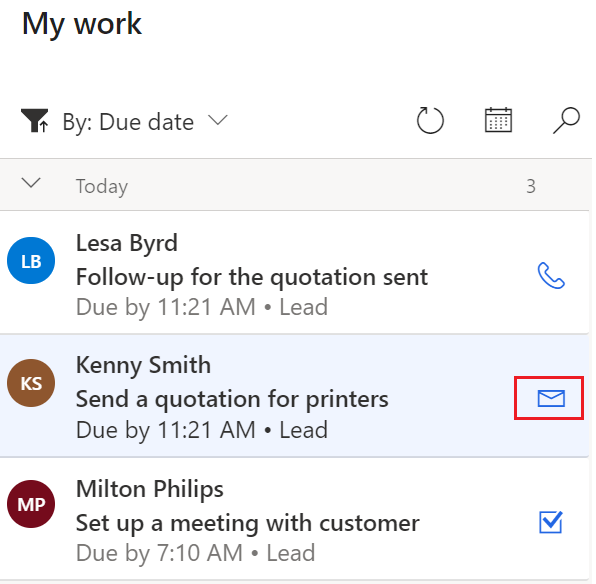 My work
By: Due date
Today 3
Lesa Byrd
LB
Follow-up for the quotation sent
Due by 11:21 AM • Lead
Kenny Smith
KS
Send a quotation for printers
Due by 11:21 AM • Lead
Milton Philips
MP
Set up a meeting with customer
Due by 7:10 AM • Lead